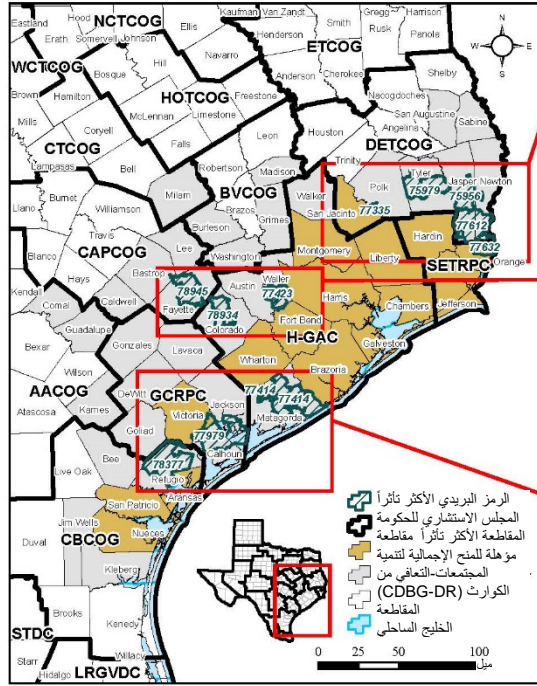 NCTCOG
Eastland
Hood
Johnson
Ellis
Kaufman
Van Zandt
Smith
Gregg
Harrison
Erath
Somervell
Henderson
Rusk
Panola
Navarro
ETCOG
Hill
WCTCOG
Bosque
Anderson
Cherokee
Shelby
Brown
Hamilton
HOTCOG
Freestone
Nacogdoches
Limestone
McLennan
San Augustine
Mills
Coryell
Leon
Houston
Angelina
Sabine
CTCOG
Falls
DETCOG
Lampasas
Bell
Robertson
Madison
Trinity
Tyler
Jasper
Newton
Milam
BVCOG
Walker
Polk
75979
75956
Llano
Burnet
Williamson
Brazos
Grimes
77335
San Jacinto
77612
Burleson
Hardin
Travis
CAPCOG
Lee
Washington
Montgomery
Liberty
77632
Orange
SETRPC
Blanco
Bastrop
Waller
Hays
78945
Austin
77423
Harris
Chambers
Jefferson
Kendall
Caldwell
Fayette
78934
Comal
Colorado
Fort Bend
Guadalupe
Gonzales
H-GAC
Galveston
Bexar
Lavaca
Wharton
Brazoria
Wilson
AACOG
DeWitt
GCRPC
77414
Atascosa
Karnes
Jackson
77414
Victoria
Matagorda
Goliad
77979
Calhoun
Bee
78377
Live Oak
Refugio
Aransas
San Patricio
Jim Wells
Nueces
Duval
CBCOG
Kleberg
Brooks
Kenedy
STDC
Starr
Willacy
Hidalgo
LRGVDC
N
W
E
S
الرمز البريدي الأكثر تأثراً
المجلس الاستشاري للحكومة
المقاطعة الأكثر تأثراً مقاطعة
مؤهلة للمنح الإجمالية لتنمية
المجتمعات-التعافي من
الكوارث (CDBG-DR)
المقاطعة
الخليج الساحلي
0 25 50 100
ميل